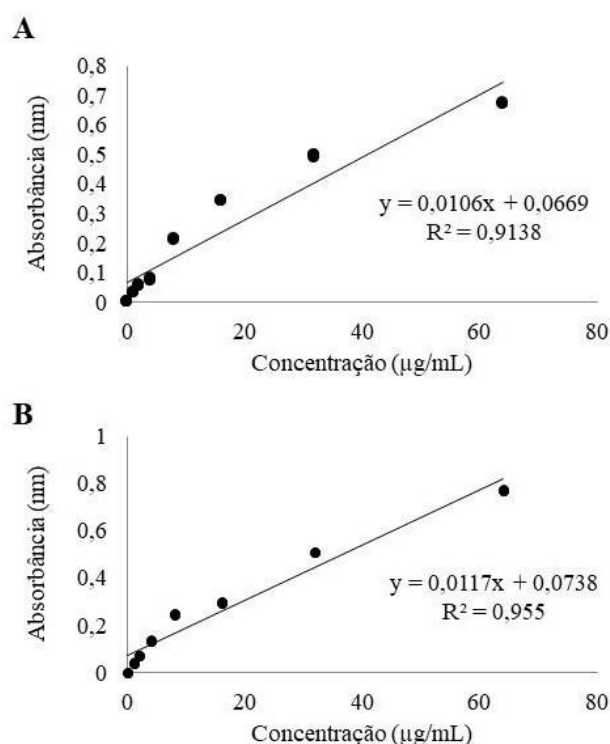 A
0,8
0,7
0,6
0,5
0,4
0,3
0,2
0,1
0
Absorbância (nm)
y = 0,0106x + 0,0669
R² = 0,9138
0 20 40 60 80
Concentração (µg/mL)
B
1
0,8
0,6
0,4
0,2
0
Absorbância (nm)
y = 0,0117x + 0,0738
R² = 0,955
0 20 40 60 80
Concentração (µg/mL)